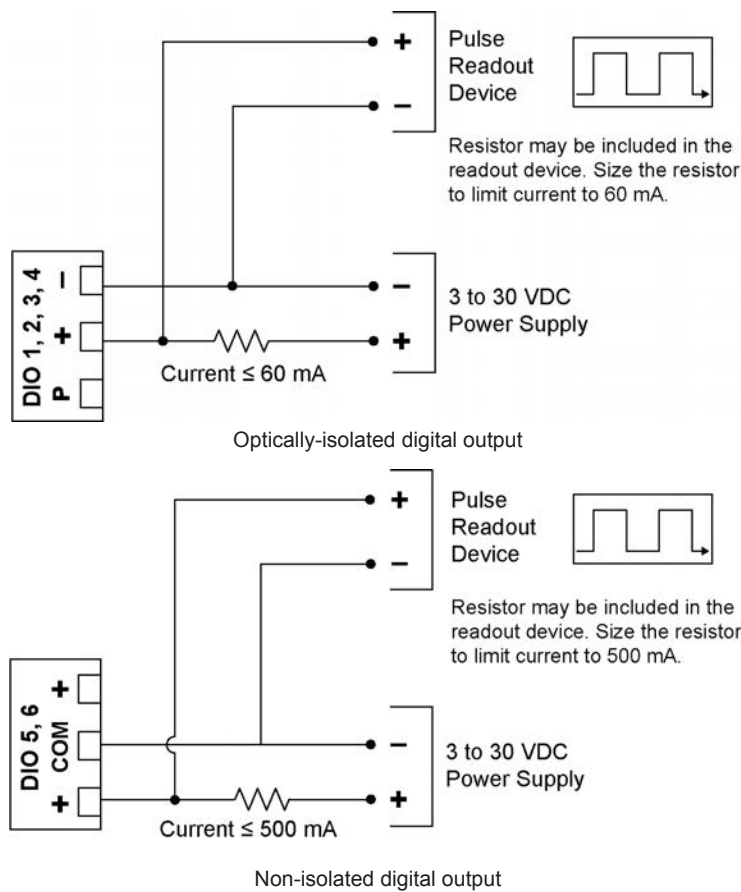 +
Pulse
Readout
Device
−
Resistor may be included in the
readout device. Size the resistor
to limit current to 60 mA.
DIO 1, 2, 3, 4
−
+
P
−
+
3 to 30 VDC
Power Supply
Current ≤ 60 mA
Optically-isolated digital output
+
Pulse
Readout
Device
−
Resistor may be included in the
readout device. Size the resistor
to limit current to 500 mA.
DIO 5, 6
+
COM
+
−
+
3 to 30 VDC
Power Supply
Current ≤ 500 mA
Non-isolated digital output